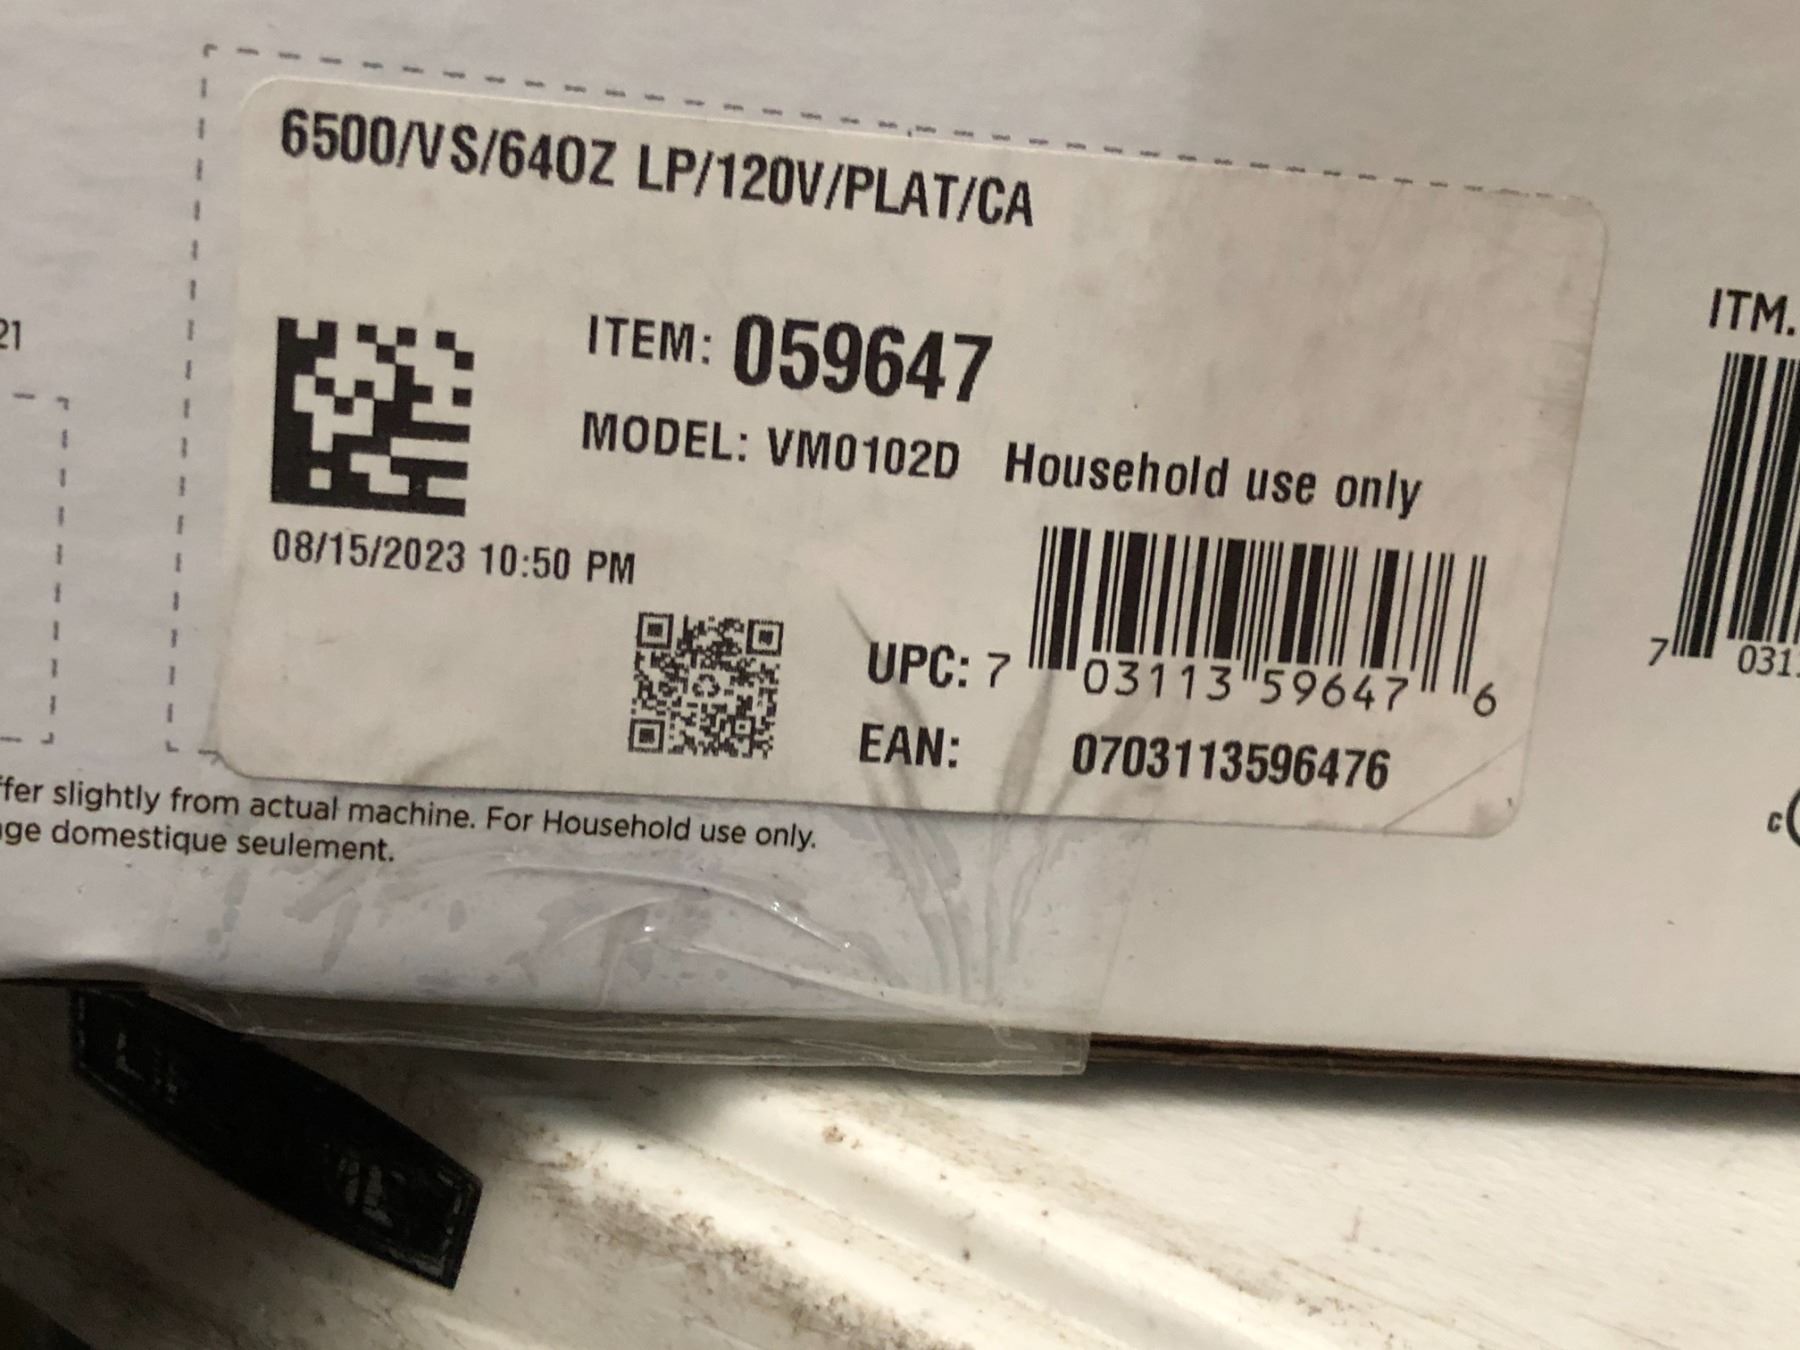 6500/VS/64OZ LP/120V/PLAT/CA
21
ITEM: 059647
MODEL: VM0102D Household use only
08/15/2023 10:50 PM
UPC: 7 03113 59647 6
EAN: 0703113596476
ffer slightly from actual machine. For Household use only.
age domestique seulement.
ITM.
7 031
c